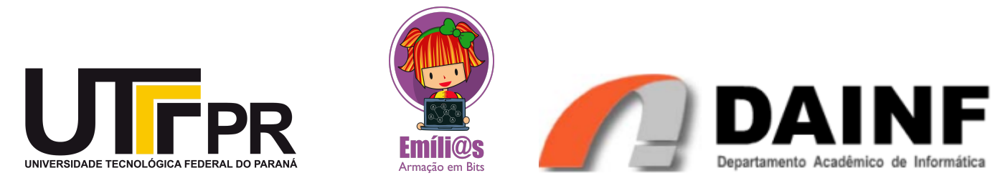 UTFPR
UNIVERSIDADE TECNOLÓGICA FEDERAL DO PARANÁ
Emíli@s
Armação em Bits
DAINF
Departamento Acadêmico de Informática